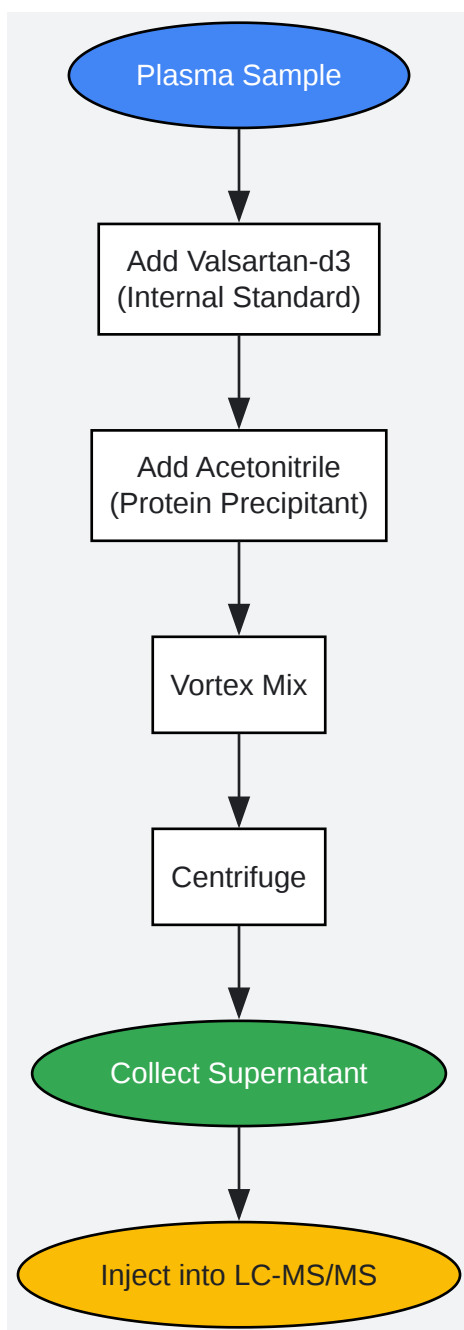 Plasma Sample
Add Valsartan-d3
(Internal Standard)
Add Acetonitrile
(Protein Precipitant)
Vortex Mix
Centrifuge
Collect Supernatant
Inject into LC-MS/MS